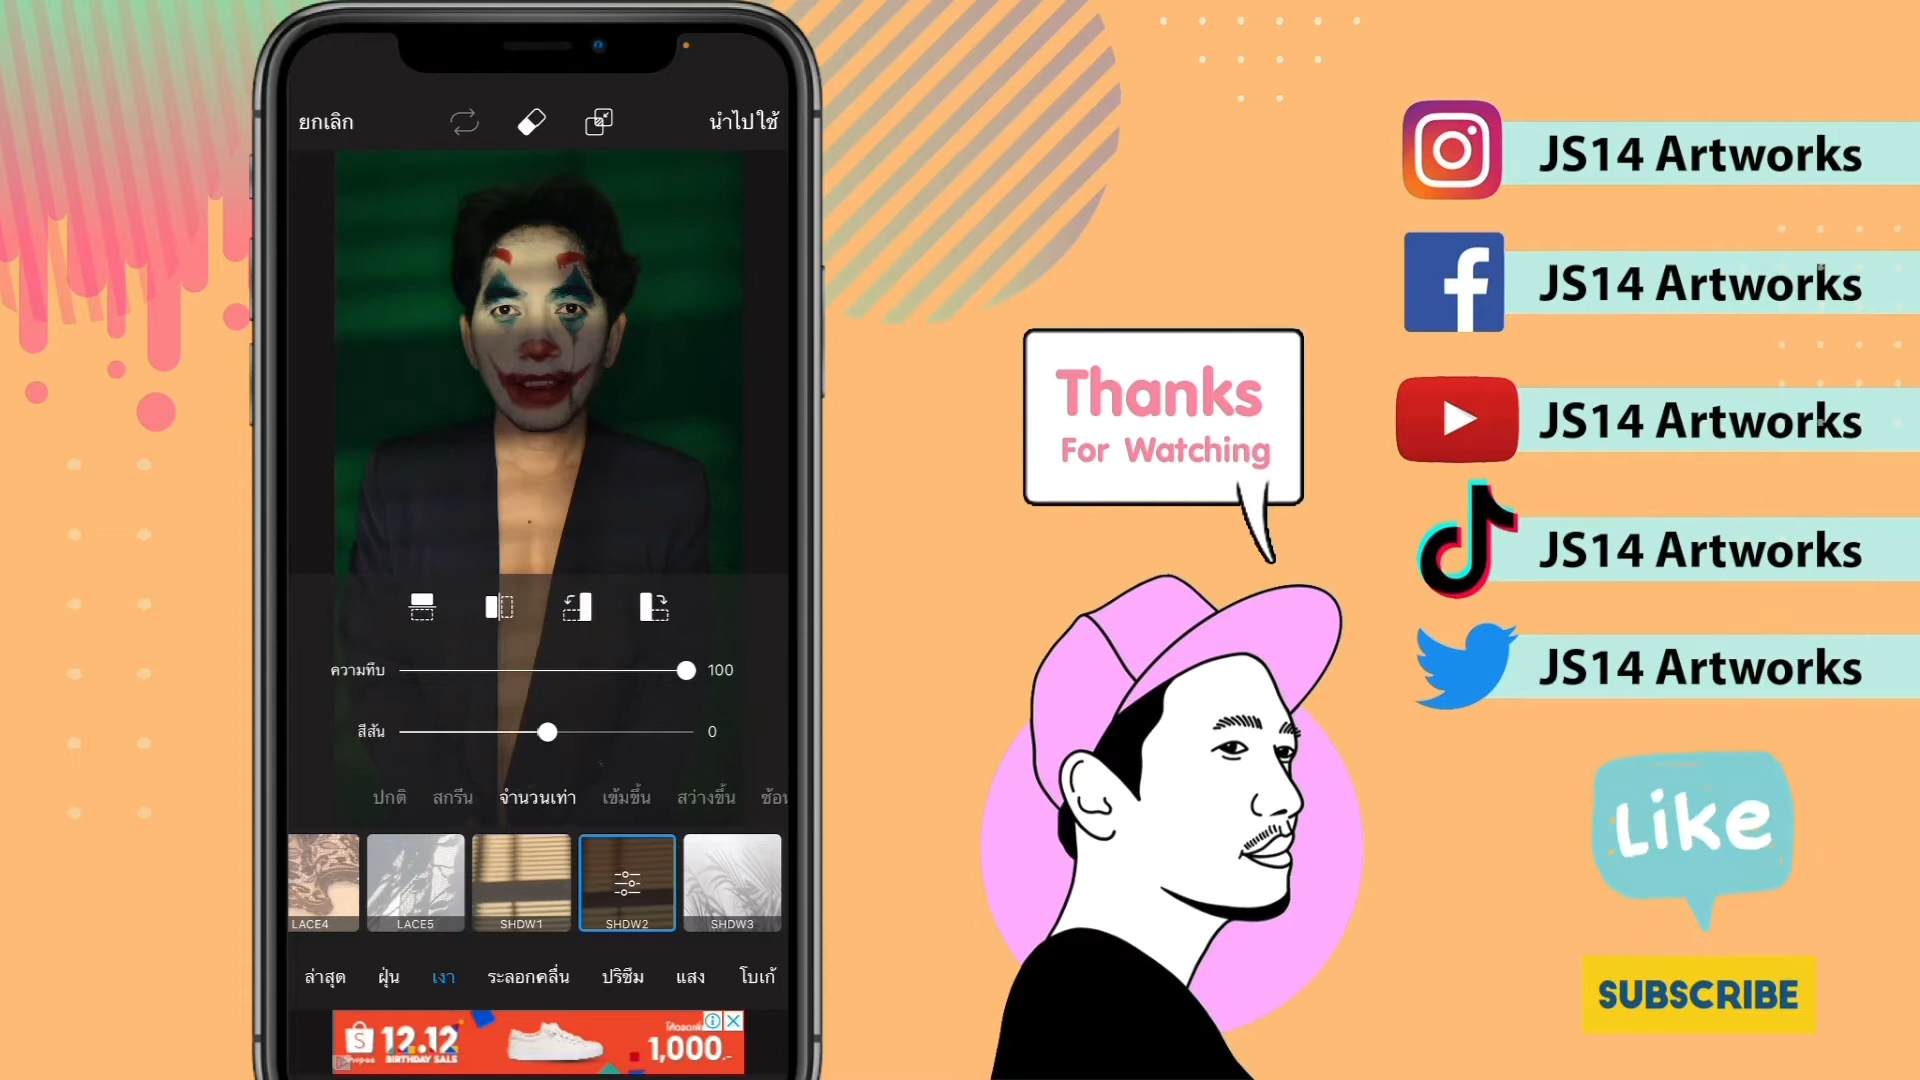 ยกเลิก
นำไปใช้
ความทึบ 100
สีสัน 0
ปกติ สกรีน จำนวนเท่า เข้มขึ้น สว่างขึ้น
LACE4 LACE5 SHDW1 SHDW2 SHDW3
ล่าสุด ฝุ่น เงา ระลอกคลื่น ปริซึม แสง โบเก้
Shopee
12.12
BIRTHDAY SALE
1,000.-
Thanks
For Watching
JS14 Artworks
JS14 Artworks
JS14 Artworks
JS14 Artworks
JS14 Artworks
Like
SUBSCRIBE